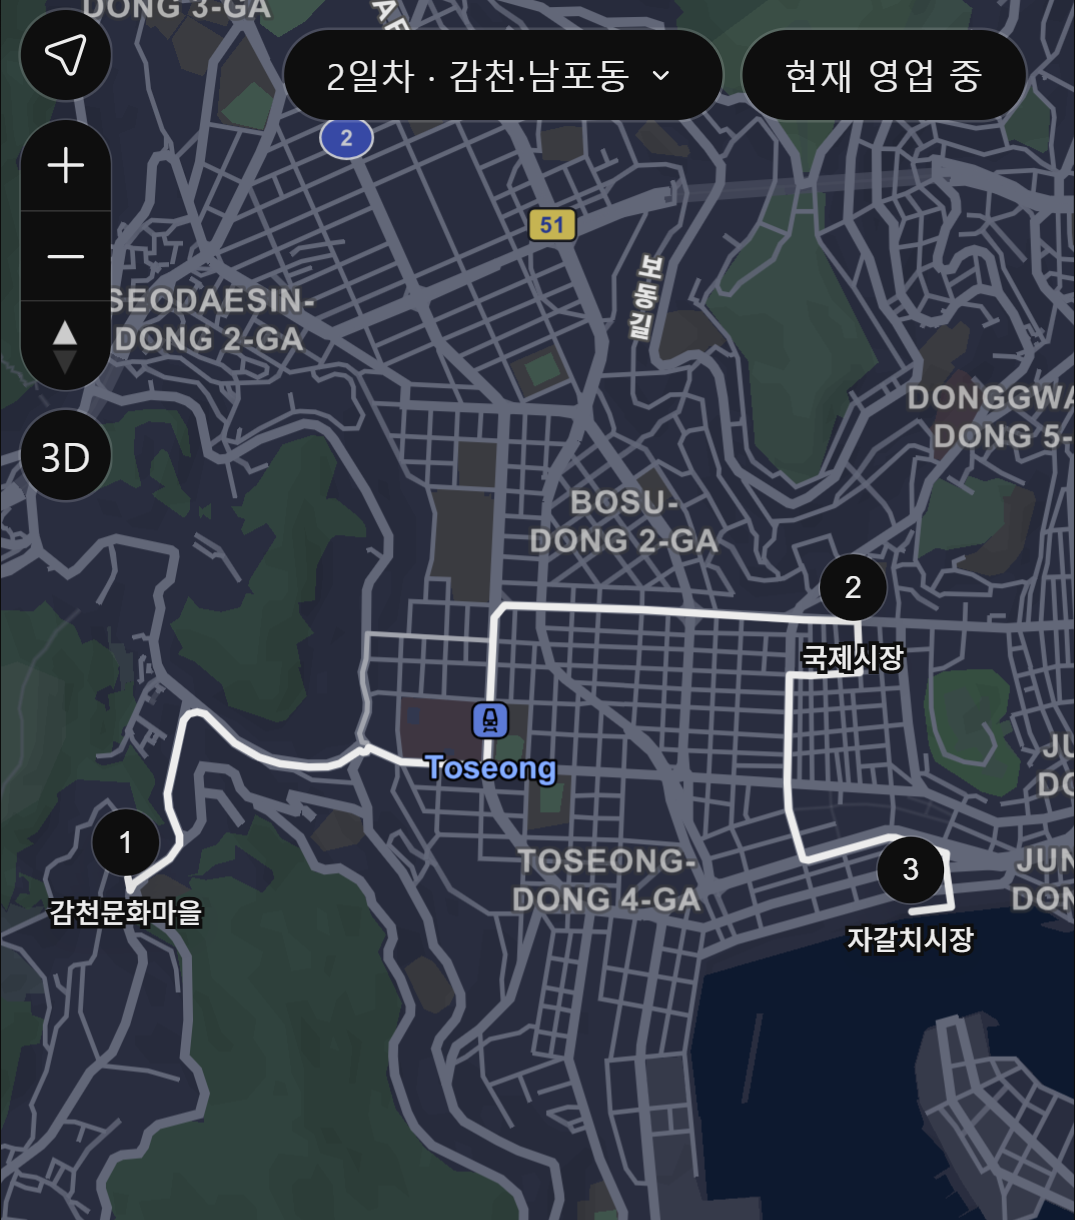 DONG 3-GA
2일차 · 감천·남포동
현재 영업 중
2
51
보동길
SEODAESIN-
DONG 2-GA
3D
DONGGWA
DONG 5-
BOSU-
DONG 2-GA
2
국제시장
Toseong
1
감천문화마을
TOSEONG-
DONG 4-GA
3
자갈치시장
JUN
DON